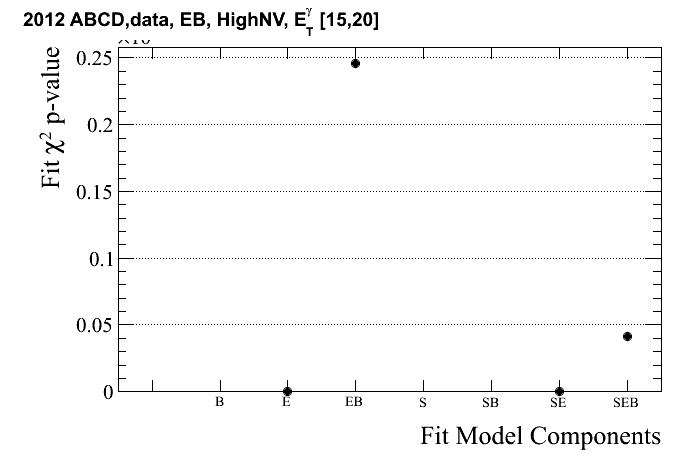 2012 ABCD,data, EB, HighNV, E_T^γ [15,20]
Fit χ² p-value
0.25
0.2
0.15
0.1
0.05
0
B E EB S SB SE SEB
Fit Model Components